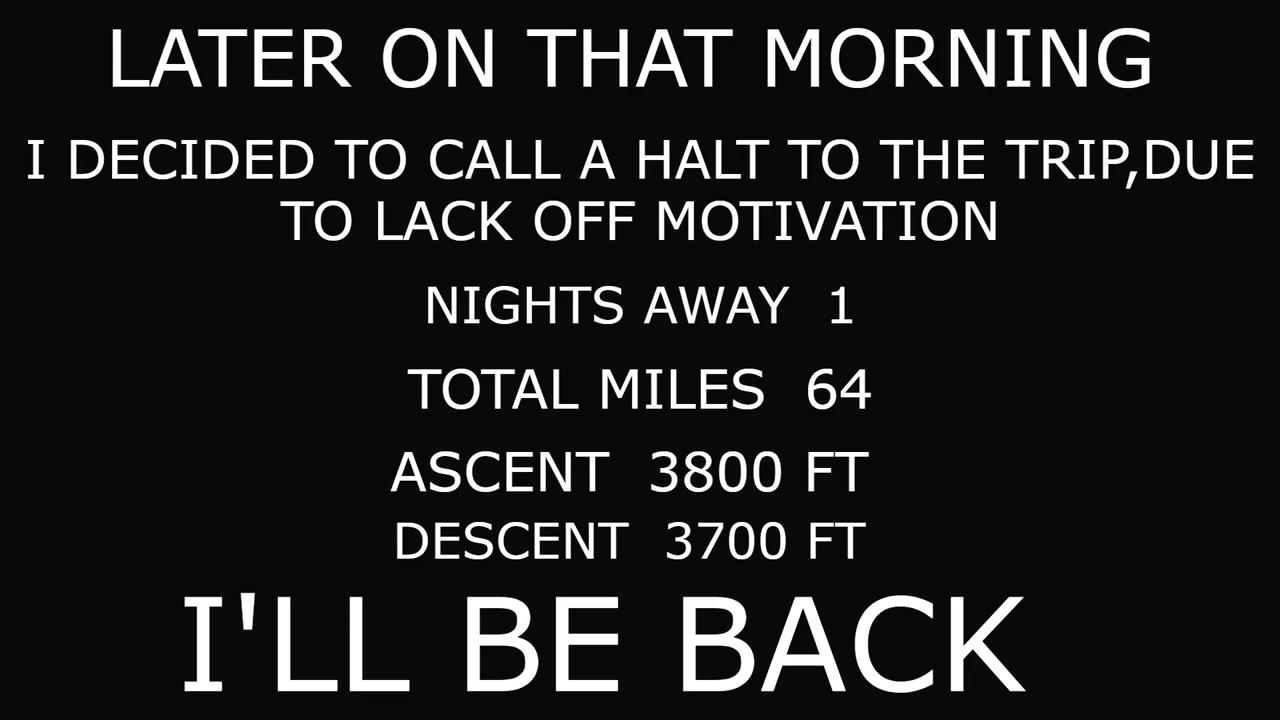 LATER ON THAT MORNING
I DECIDED TO CALL A HALT TO THE TRIP,DUE
TO LACK OFF MOTIVATION
NIGHTS AWAY  1
TOTAL MILES  64
ASCENT  3800 FT
DESCENT  3700 FT
I'LL BE BACK